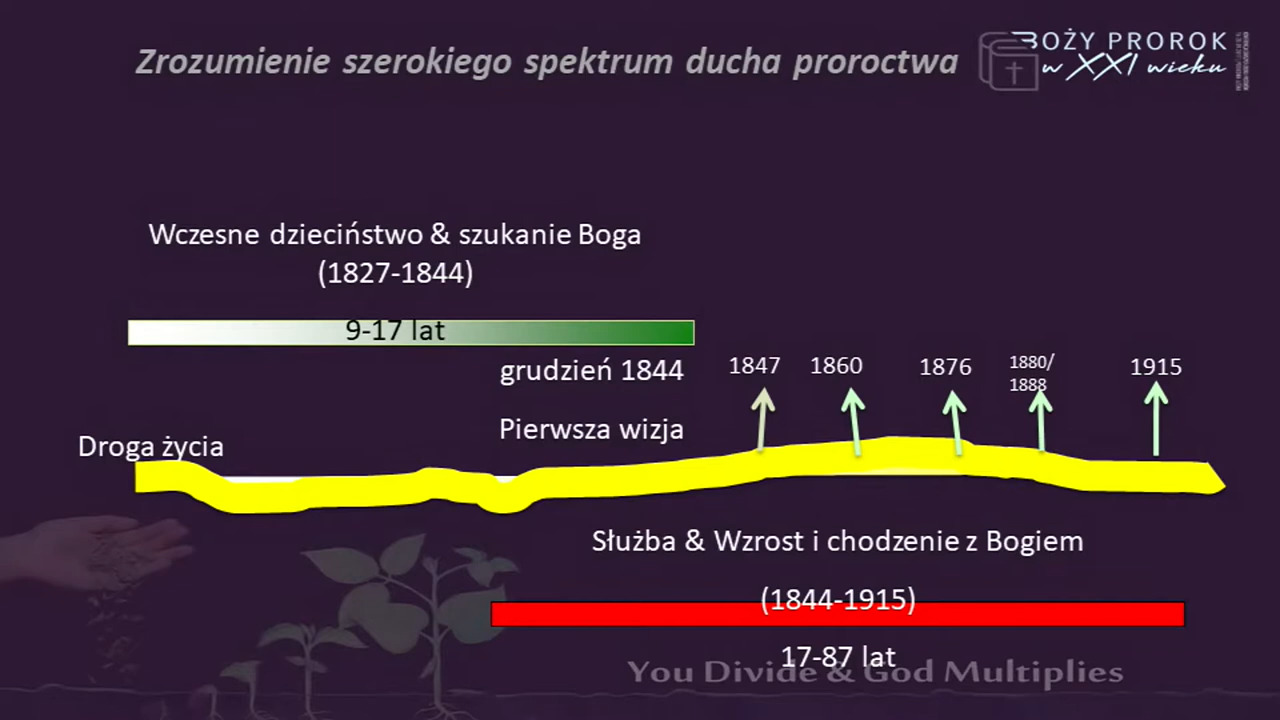 Zrozumienie szerokiego spektrum ducha proroctwa
BOŻY PROROK
w XXI wieku
Wczesne dzieciństwo & szukanie Boga
(1827-1844)
9-17 lat
grudzień 1844
1847
1860
1876
1880/
1888
1915
Pierwsza wizja
Droga życia
Służba & Wzrost i chodzenie z Bogiem
(1844-1915)
17-87 lat
You Divide & God Multiplies